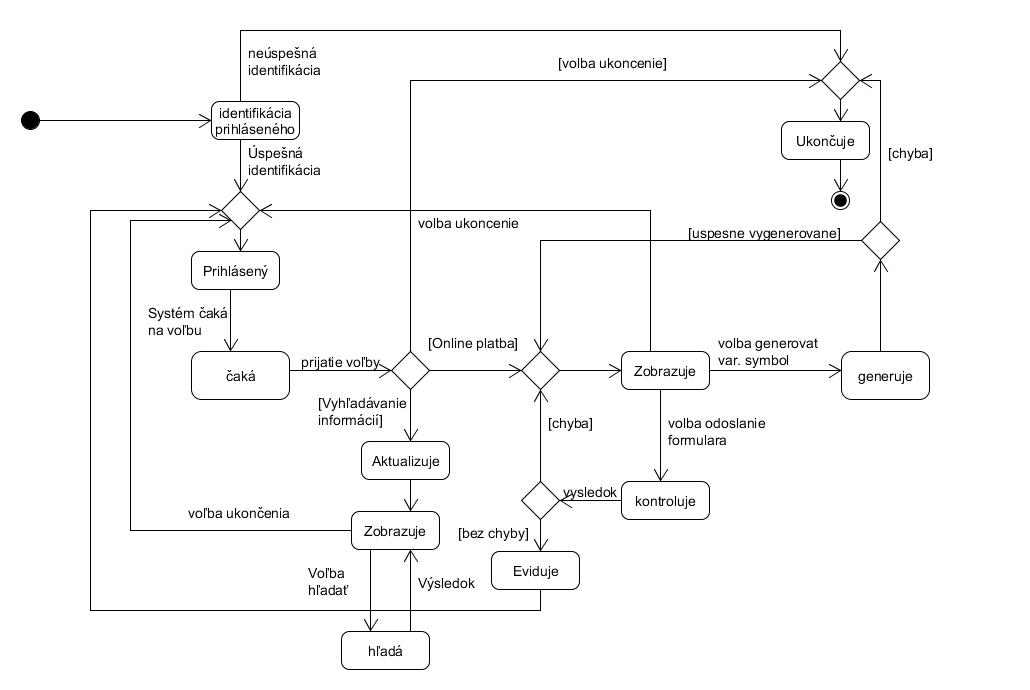 neúspešná
identifikácia
[volba ukoncenie]
identifikácia
prihláseného
Ukončuje
Úspešná
identifikácia
[chyba]
volba ukoncenie
[uspesne vygenerovane]
Prihlásený
Systém čaká
na voľbu
[Online platba]
volba generovat
var. symbol
prijatie voľby
čaká
Zobrazuje
generuje
[Vyhľadávanie
informácií]
[chyba]
volba odoslanie
formulara
Aktualizuje
vysledok
kontroluje
voľba ukončenia
Zobrazuje
[bez chyby]
Eviduje
Voľba
hľadať
Výsledok
hľadá